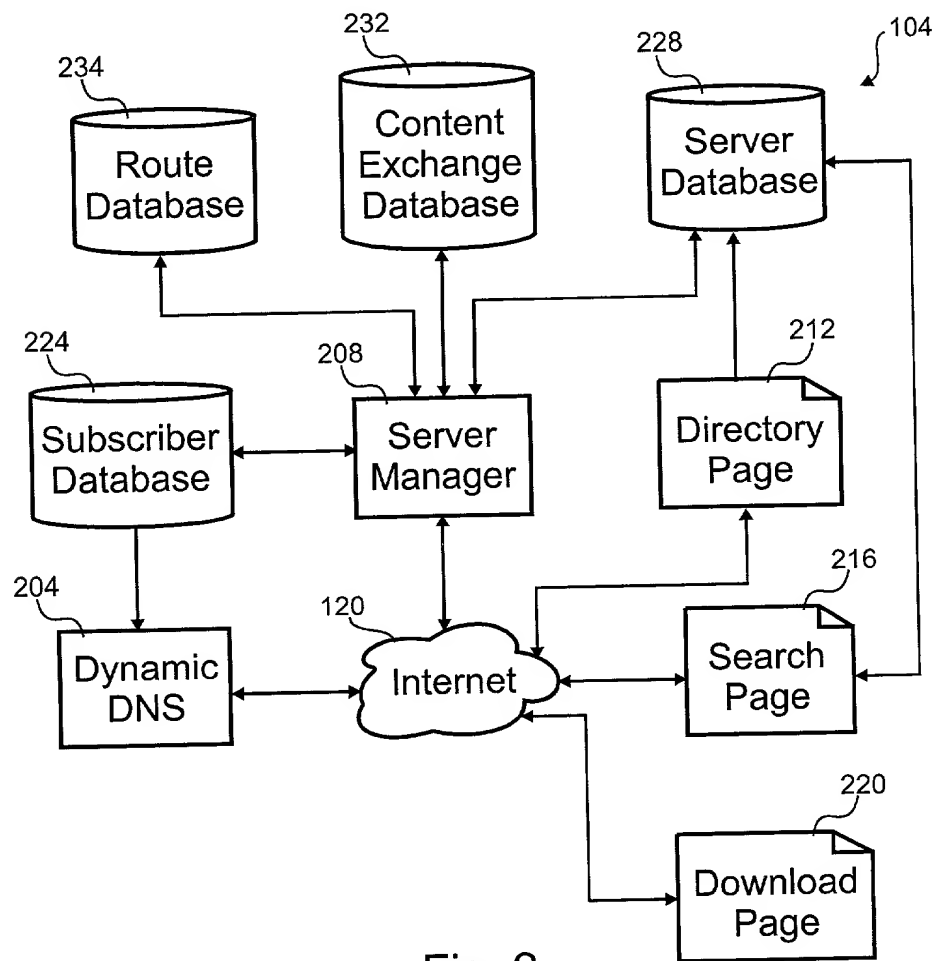 104
232
228
234
Content
Exchange
Database
Server
Database
Route
Database
224
208
212
Subscriber
Database
Server
Manager
Directory
Page
204
120
216
Dynamic
DNS
Internet
Search
Page
220
Download
Page